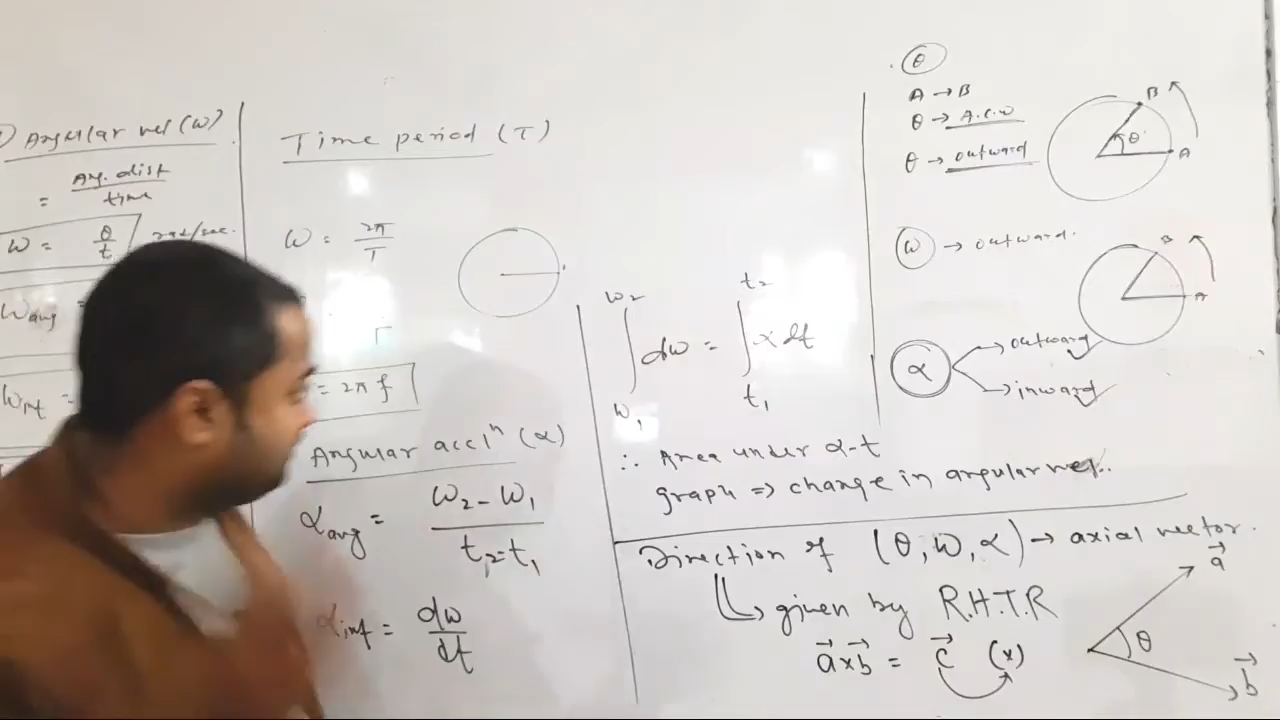 Angular vel (ω)
= Ang. dist / time
ω = θ/t rad/sec.
ωavg =
ωint =
Time period (T)
ω = 2π/T
= 2π f
Angular accl^n (α)
αavg = (ω2 - ω1)/(t2 - t1)
αinst = dω/dt
∫_{ω1}^{ω2} dω = ∫_{t1}^{t2} α dt
∴ Area under α-t
graph => change in angular vel..
θ
A → B
θ → A.C.W
θ → outward
B
θ
A
ω → outward.
B
A
α → outward
→ inward
Direction of (θ, ω, α) → axial vector.
given by R.H.T.R
a⃗ × b⃗ = c⃗ (x)
a⃗
θ
b⃗